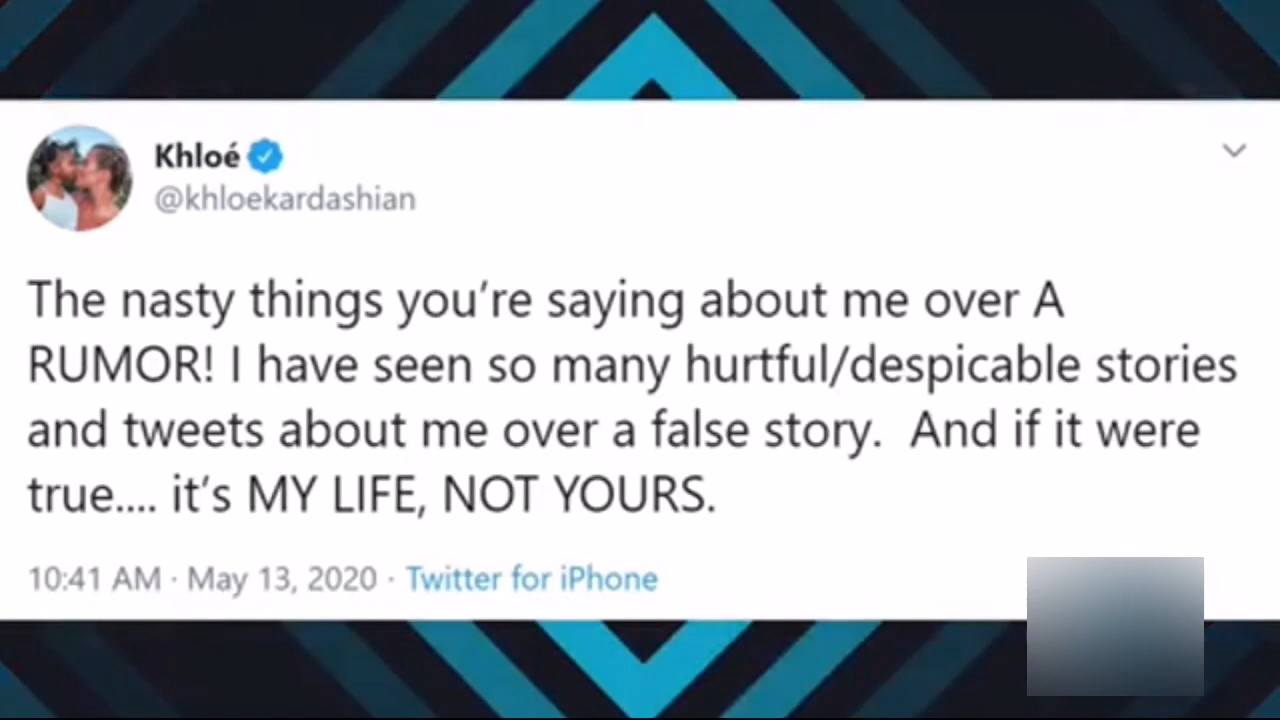 Khloé
@khloekardashian
The nasty things you’re saying about me over A
RUMOR! I have seen so many hurtful/despicable stories
and tweets about me over a false story.  And if it were
true.... it’s MY LIFE, NOT YOURS.
10:41 AM · May 13, 2020 · Twitter for iPhone